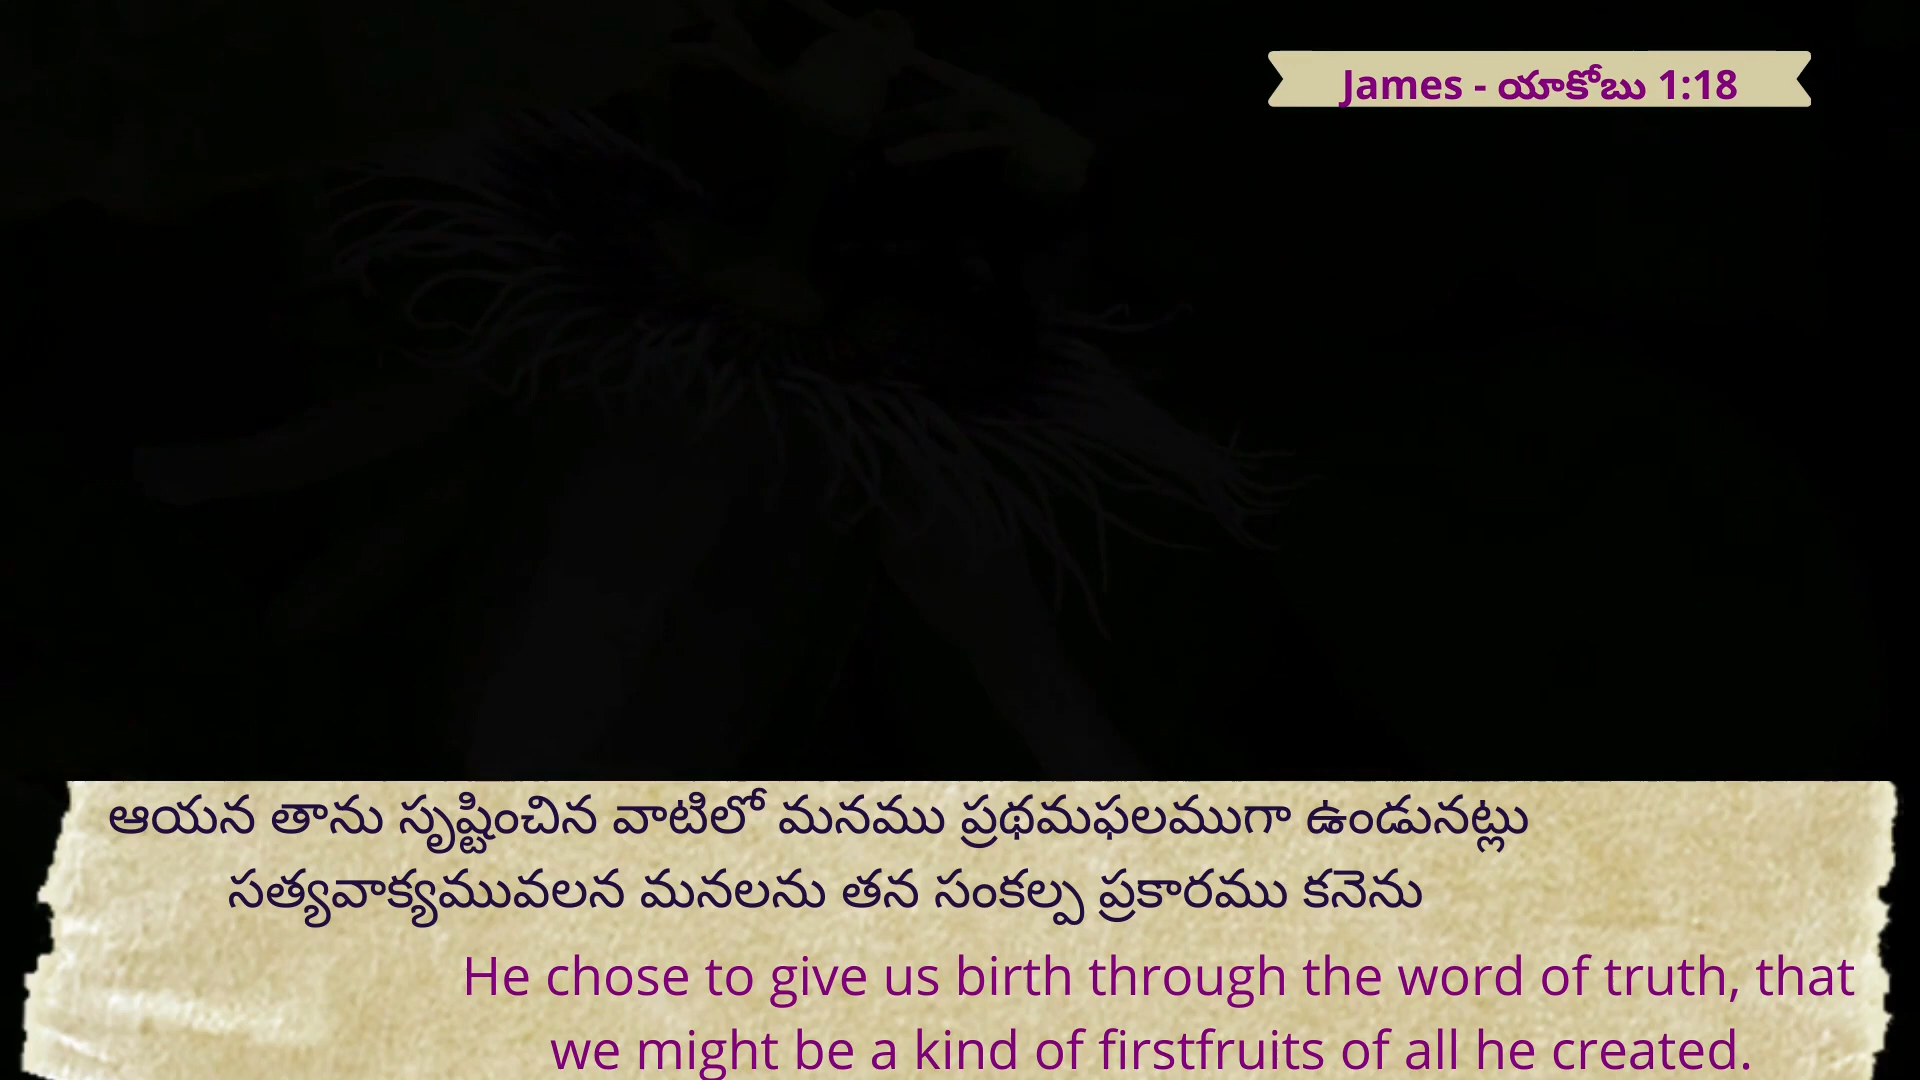 James - యాకోబు 1:18
ఆయన తాను సృష్టించిన వాటిలో మనము ప్రథమఫలముగా ఉండునట్లు
సత్యవాక్యమువలన మనలను తన సంకల్ప ప్రకారము కనెను
He chose to give us birth through the word of truth, that
we might be a kind of firstfruits of all he created.